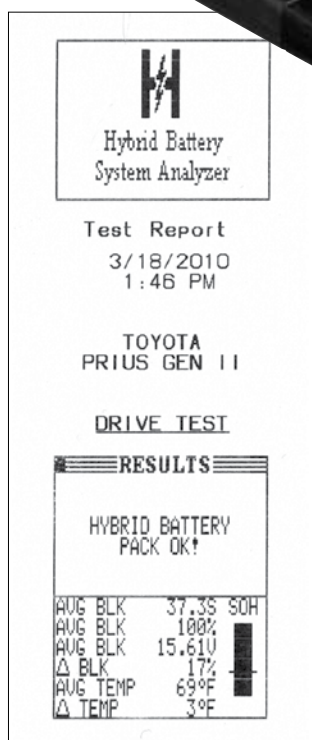 Hybrid Battery
System Analyzer
Test Report
3/18/2010
1:46 PM
TOYOTA
PRIUS GEN II
DRIVE TEST
RESULTS
HYBRID BATTERY
PACK OK!
AVG BLK 37.3S SOH
AVG BLK 100%
AVG BLK 15.61V
Δ BLK 17%
AVG TEMP 69°F
Δ TEMP 3°F